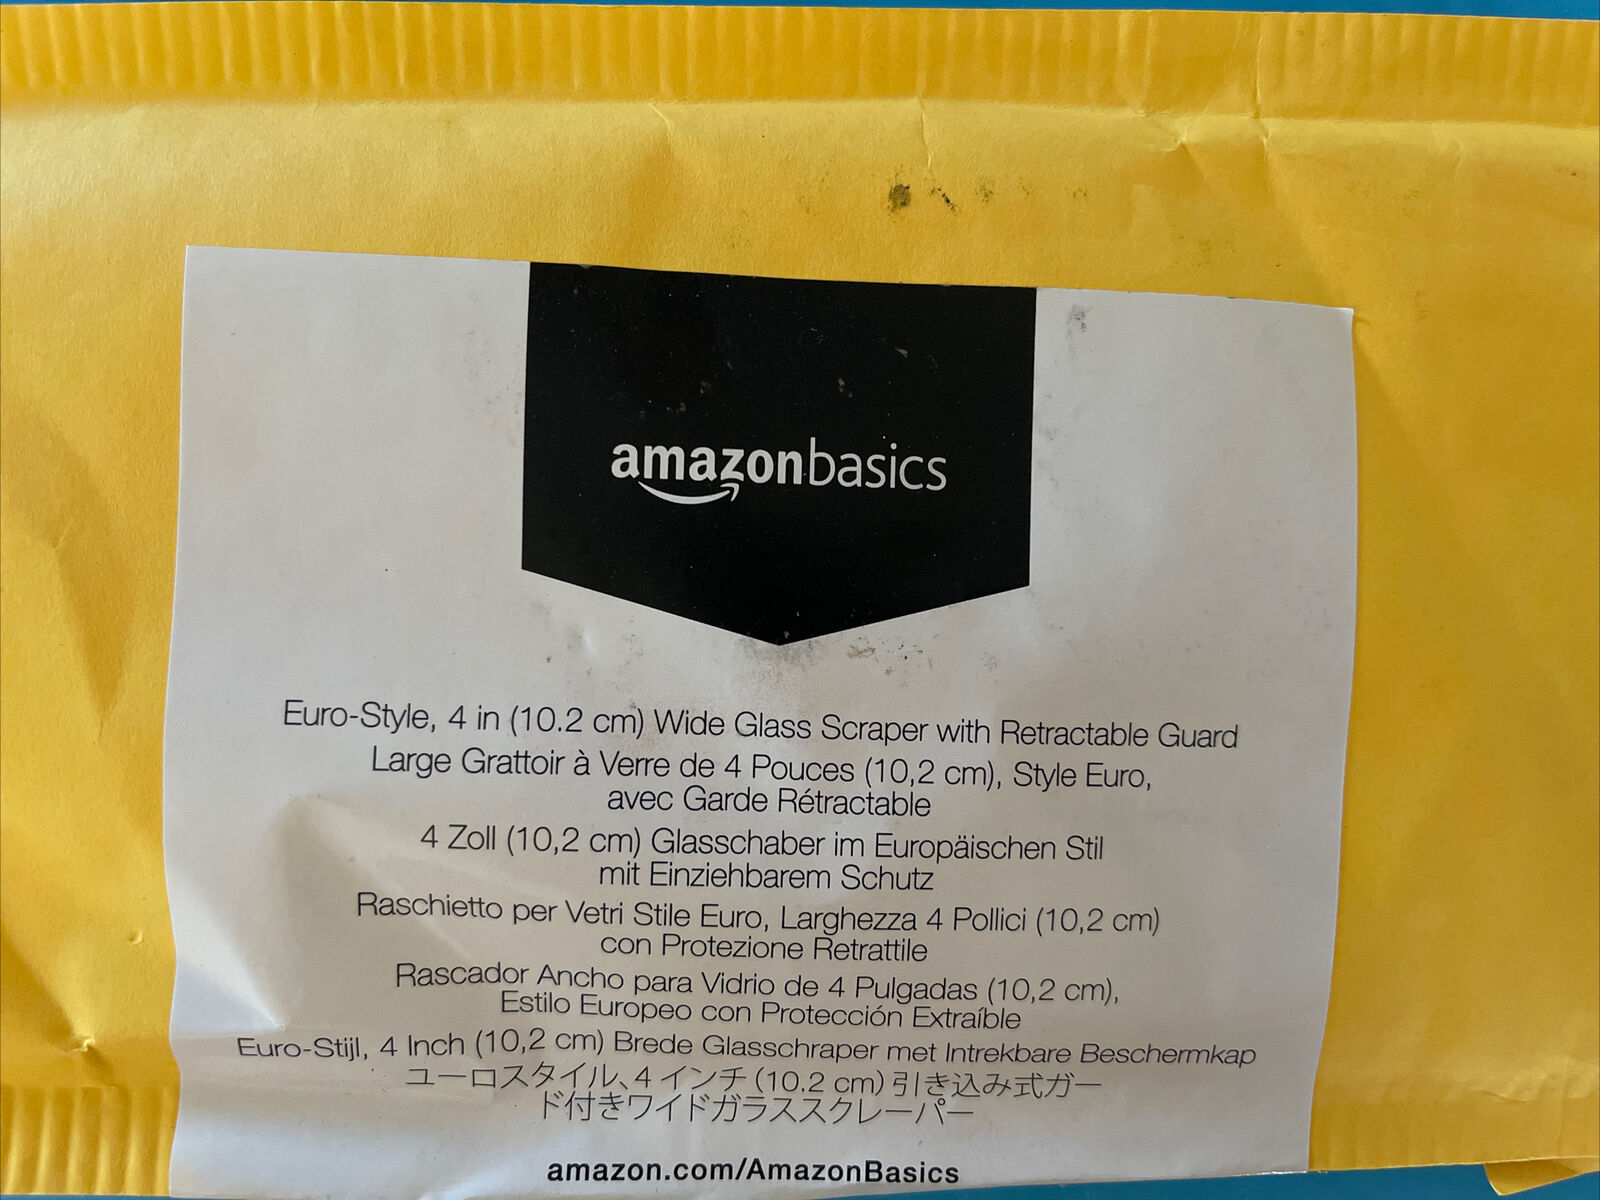 amazonbasics
Euro-Style, 4 in (10.2 cm) Wide Glass Scraper with Retractable Guard
Large Grattoir à Verre de 4 Pouces (10,2 cm), Style Euro,
avec Garde Rétractable
4 Zoll (10,2 cm) Glasschaber im Europäischen Stil
mit Einziehbarem Schutz
Raschietto per Vetri Stile Euro, Larghezza 4 Pollici (10,2 cm)
con Protezione Retrattile
Rascador Ancho para Vidrio de 4 Pulgadas (10,2 cm),
Estilo Europeo con Protección Extraíble
Euro-Stijl, 4 Inch (10,2 cm) Brede Glasschraper met Intrekbare Beschermkap
ユーロスタイル、4 インチ (10.2 cm) 引き込み式ガー
ド付きワイドガラススクレーパー
amazon.com/AmazonBasics